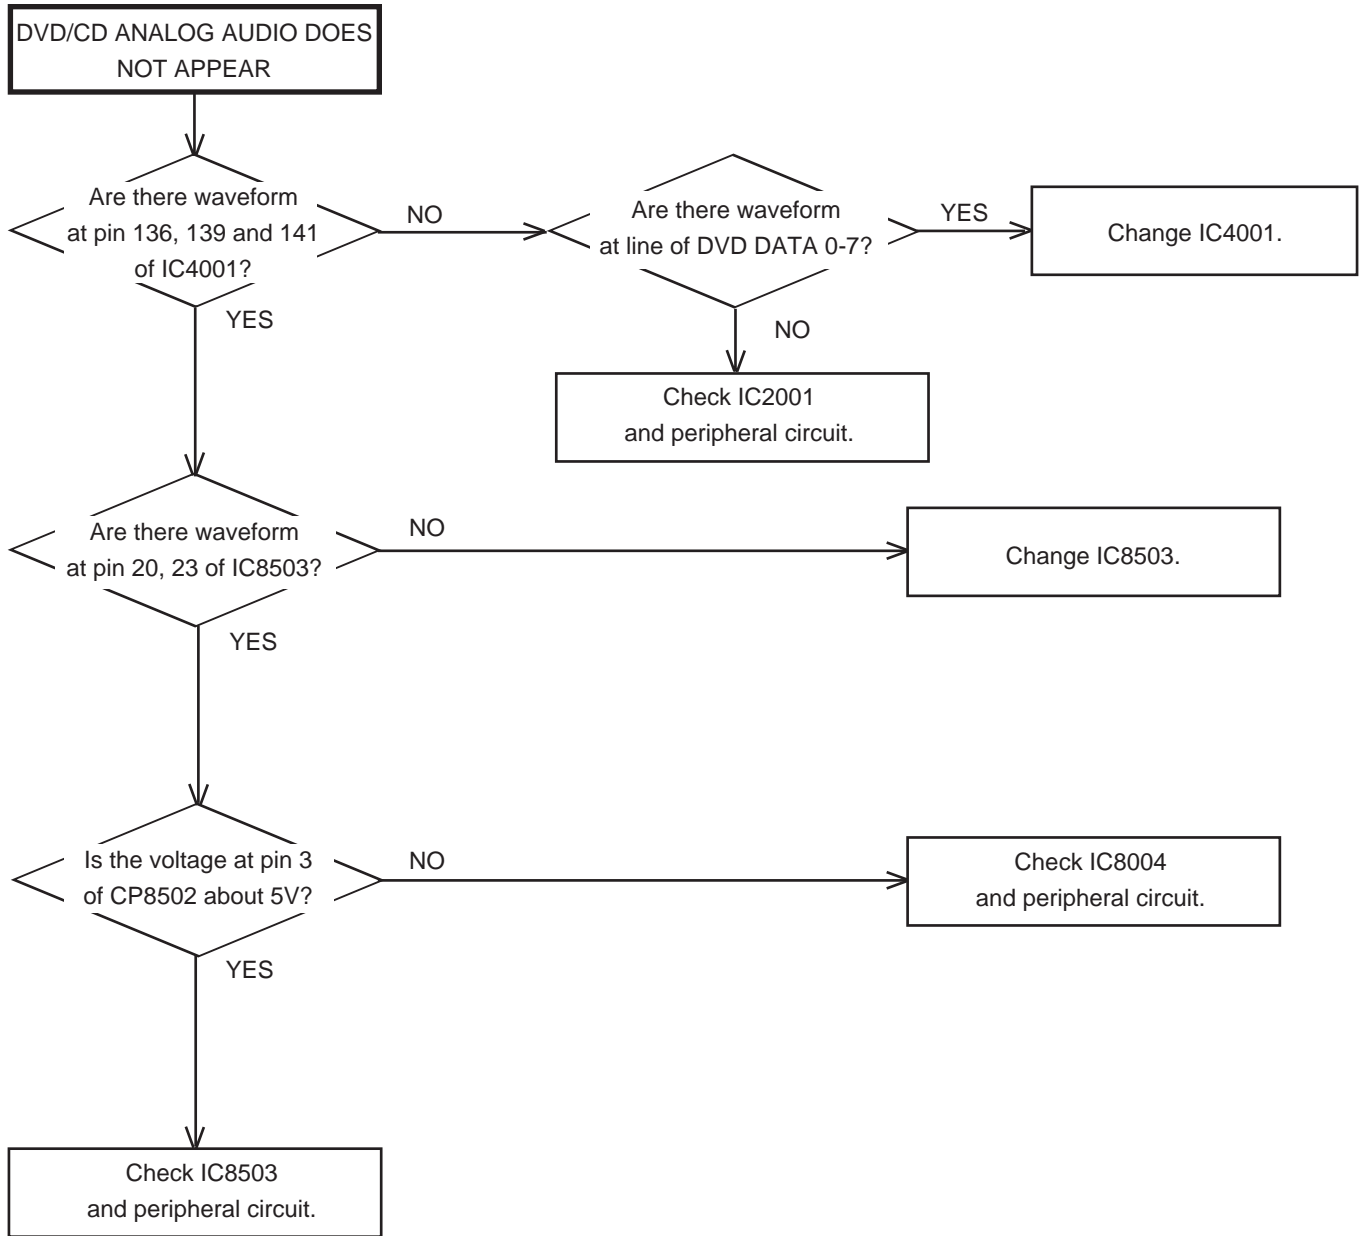 DVD/CD ANALOG AUDIO DOES
NOT APPEAR
Are there waveform
at pin 136, 139 and 141
of IC4001?
NO
Are there waveform
at line of DVD DATA 0-7?
YES
Change IC4001.
YES
NO
Check IC2001
and peripheral circuit.
Are there waveform
at pin 20, 23 of IC8503?
NO
Change IC8503.
YES
Is the voltage at pin 3
of CP8502 about 5V?
NO
Check IC8004
and peripheral circuit.
YES
Check IC8503
and peripheral circuit.